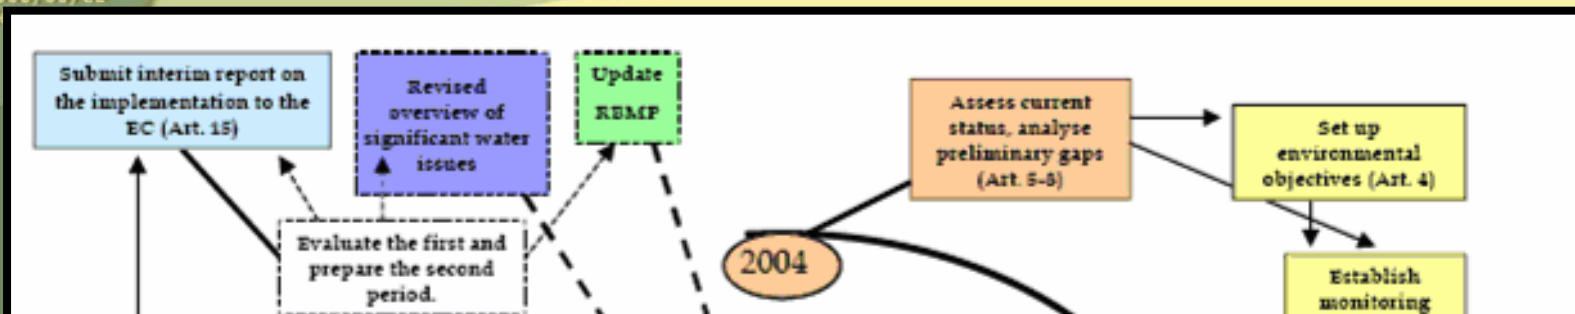 Submit interim report on
the implementation to the
EC (Art. 15)
Revised
overview of
significant water
issues
Update
RBMP
Evaluate the first and
prepare the second
period.
2004
Assess current
status, analyse
preliminary gaps
(Art. 5-8)
Set up
environmental
objectives (Art. 4)
Establish
monitoring